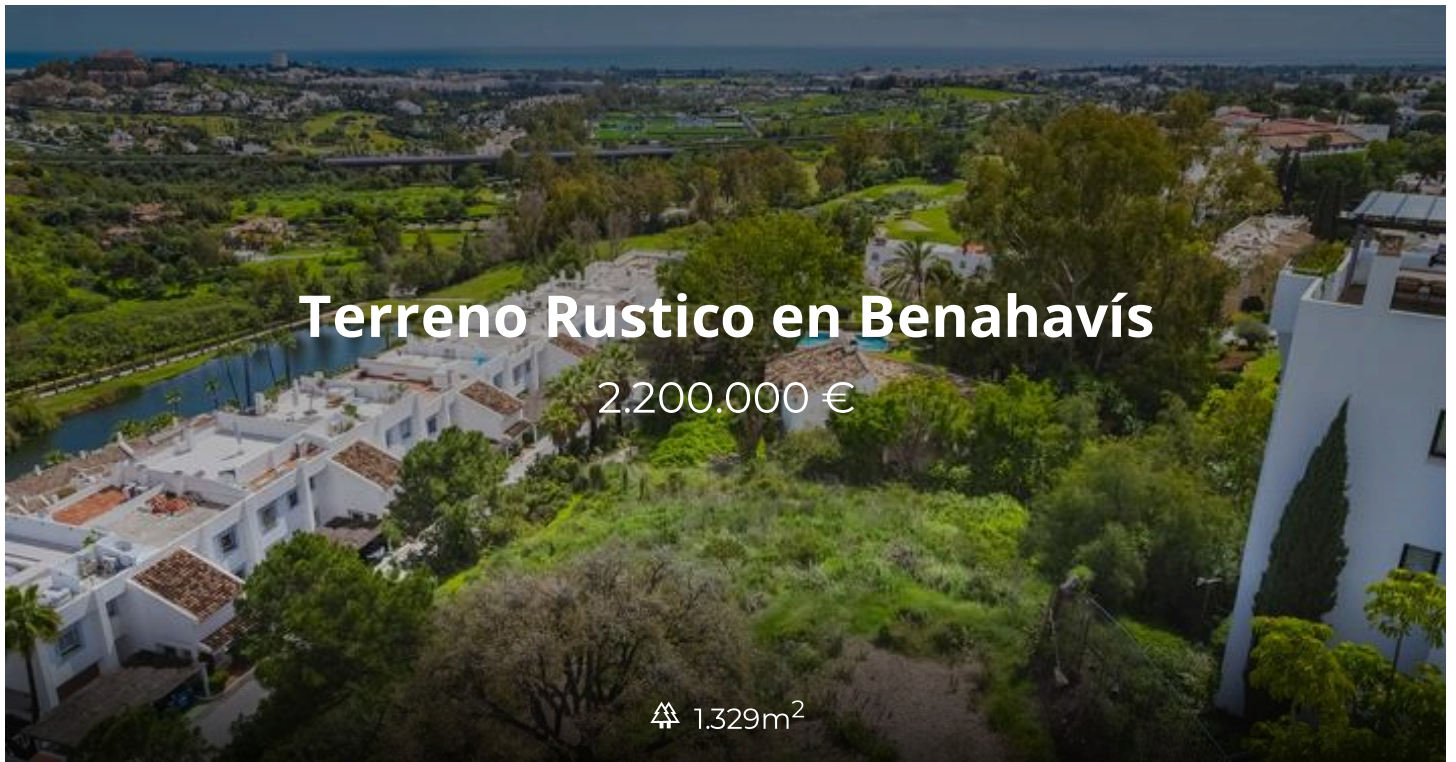 Terreno Rustico en Benahavís
2.200.000 €
1.329m²